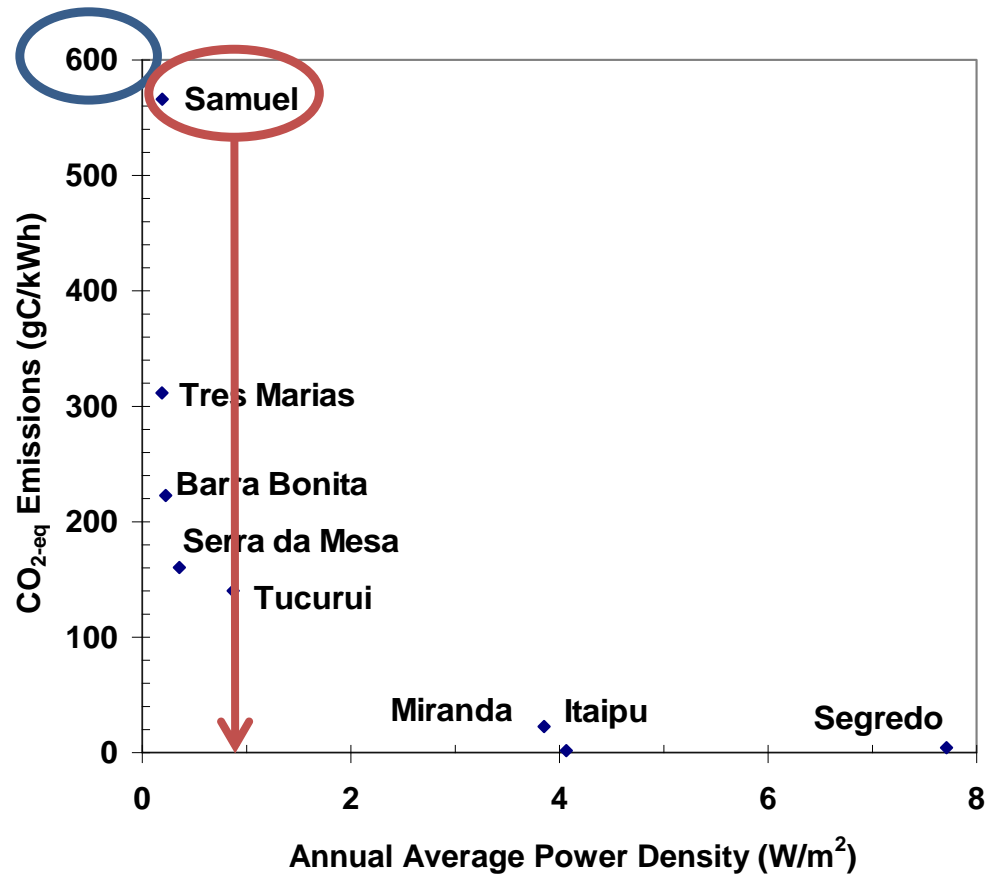 600
Samuel
500
400
Tres Marias
300
Barra Bonita
200
Serra da Mesa
Tucurui
100
Miranda
Itaipu
Segredo
0
0 2 4 6 8
CO2-eq Emissions (gC/kWh)
Annual Average Power Density (W/m²)